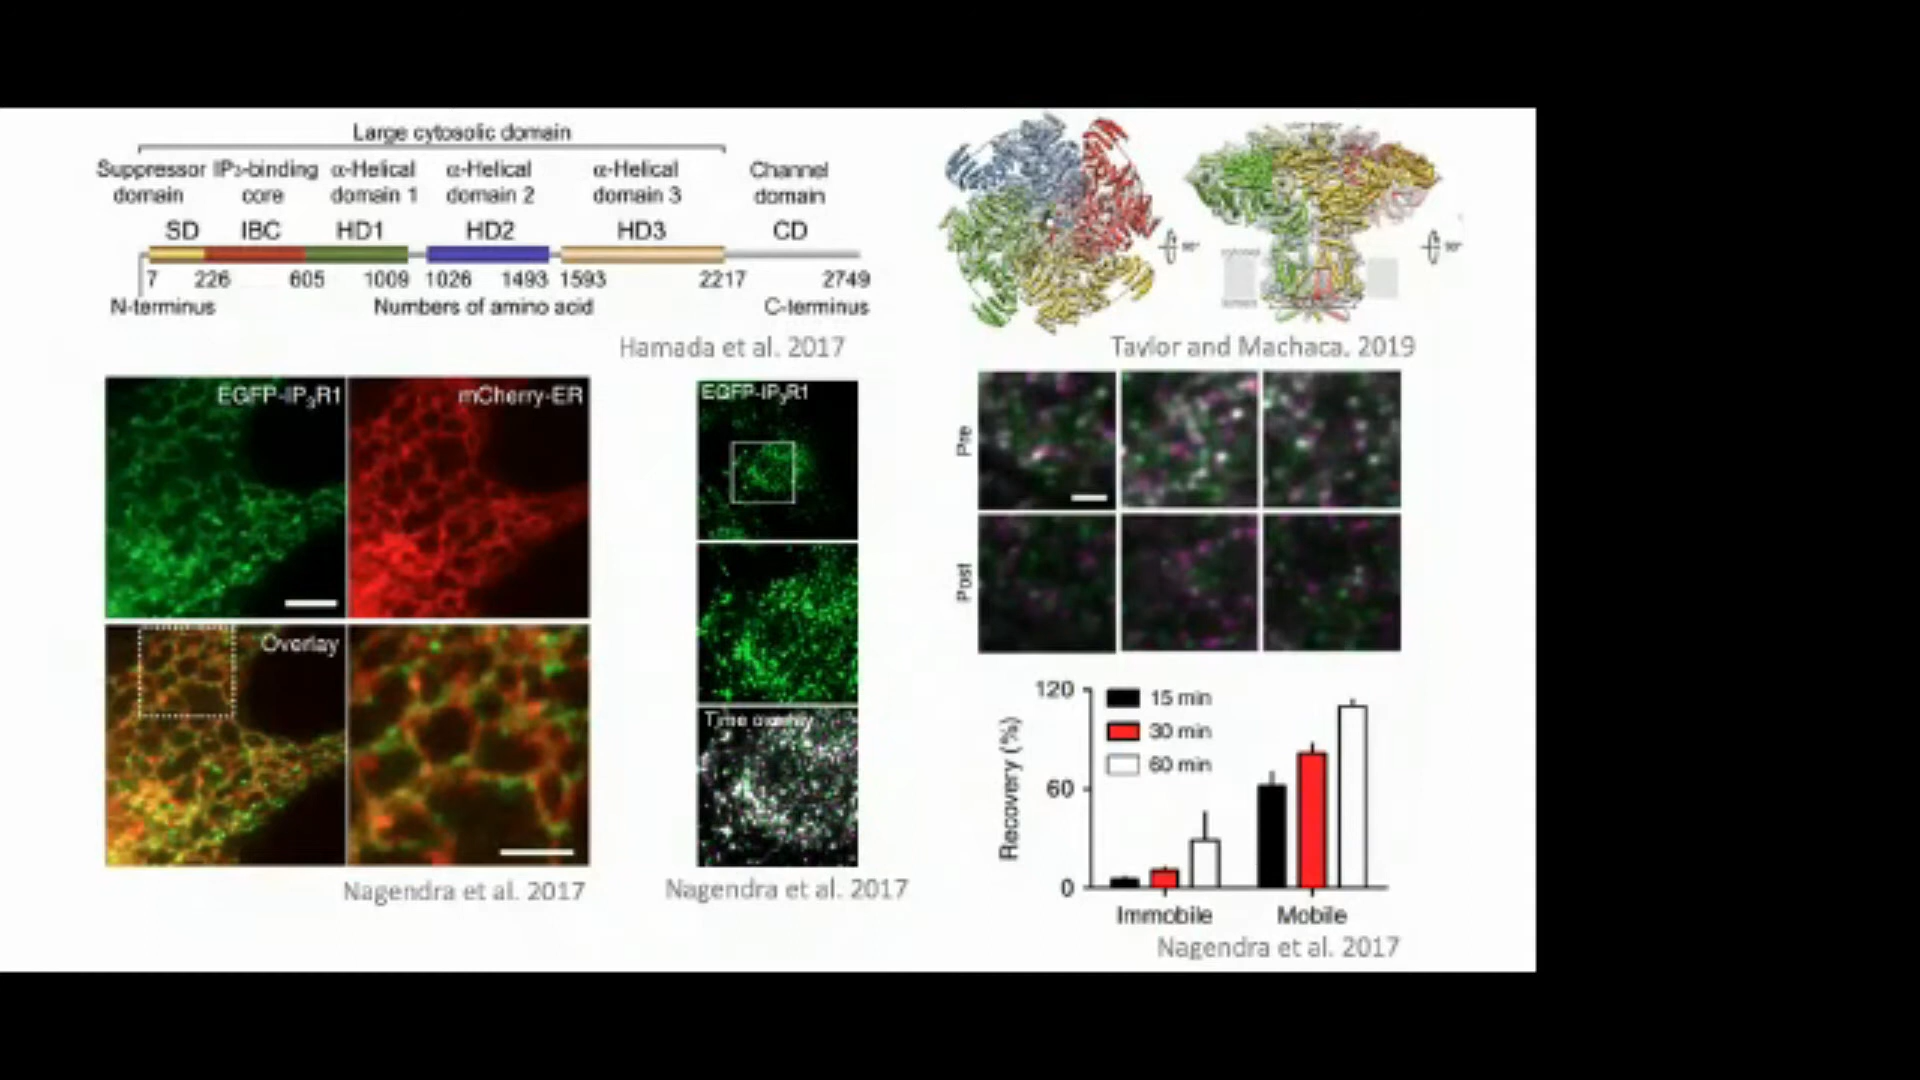 Large cytosolic domain
Suppressor domain
IP₃-binding core
α-Helical domain 1
α-Helical domain 2
α-Helical domain 3
Channel domain
SD IBC HD1 HD2 HD3 CD
7 226 605 1009 1026 1493 1593 2217 2749
N-terminus Numbers of amino acid C-terminus
Hamada et al. 2017
90°
90°
Taylor and Machaca, 2019
EGFP-IP₃R1
mCherry-ER
Overlay
Nagendra et al. 2017
EGFP-IP₃R1
Time overlay
Nagendra et al. 2017
Pre
Post
Recovery (%)
120
60
0
15 min
30 min
60 min
Immobile Mobile
Nagendra et al. 2017